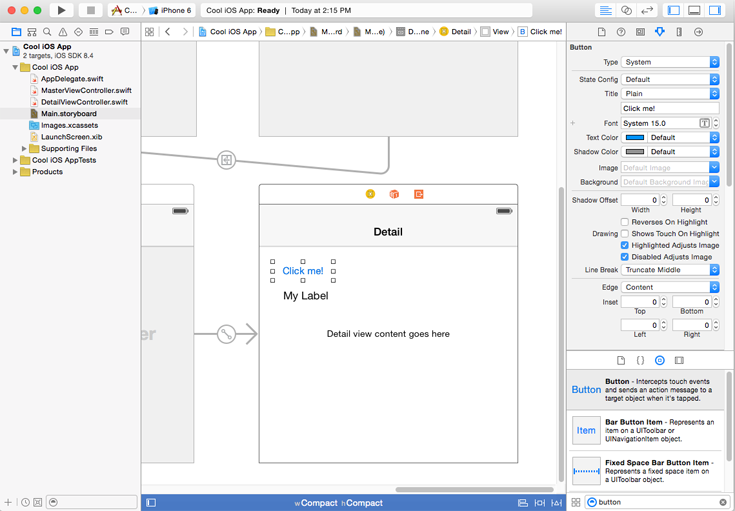 C... iPhone 6
Cool iOS App: Ready | Today at 2:15 PM
Cool iOS App C...pp M...rd M...e) D...ne Detail View B Click me!
Cool iOS App
2 targets, iOS SDK 8.4
Cool iOS App
AppDelegate.swift
MasterViewController.swift
DetailViewController.swift
Main.storyboard
Images.xcassets
LaunchScreen.xib
Supporting Files
Cool iOS AppTests
Products
Detail
Click me!
My Label
Detail view content goes here
wCompact hCompact
Button
Type System
State Config Default
Title Plain
Click me!
Font System 15.0
Text Color Default
Shadow Color Default
Image Default Image
Background Default Background Imag
Shadow Offset 0 0
Width Height
Reverses On Highlight
Drawing Shows Touch On Highlight
Highlighted Adjusts Image
Disabled Adjusts Image
Line Break Truncate Middle
Edge Content
Inset 0 0
Top Bottom
0 0
Left Right
Button
Button - Intercepts touch events
and sends an action message to a
target object when it's tapped.
Item
Bar Button Item - Represents an
item on a UIToolbar or
UINavigationItem object.
Fixed Space Bar Button Item -
Represents a fixed space item on
a UIToolbar object.
button